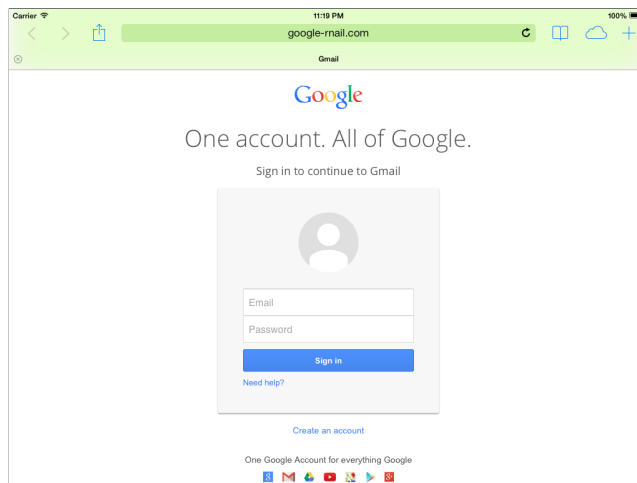 Carrier 11:19 PM 100%
google-rnail.com
Gmail
Google
One account. All of Google.
Sign in to continue to Gmail
Email
Password
Sign in
Need help?
Create an account
One Google Account for everything Google